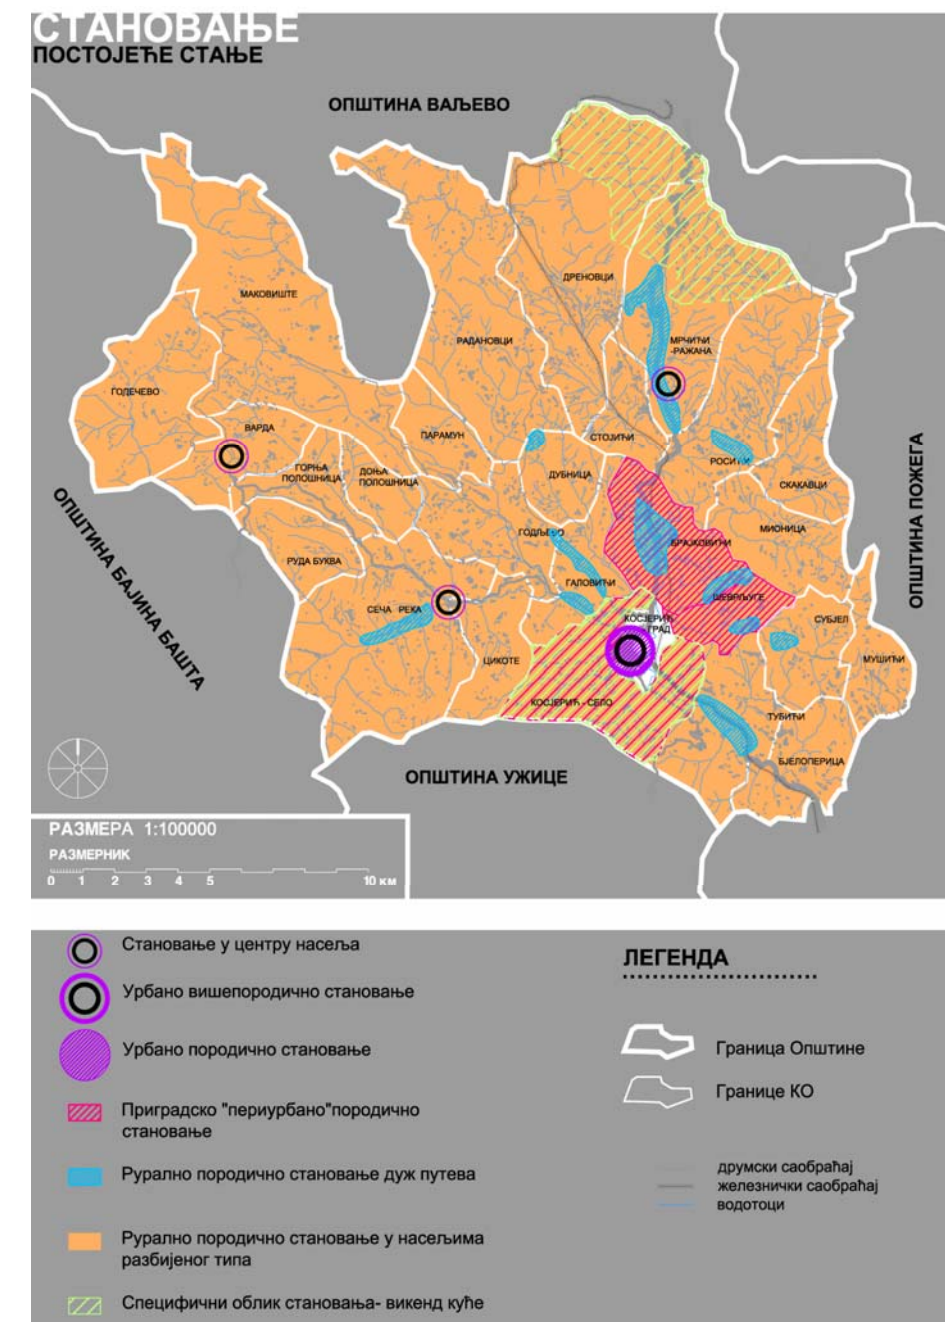 СТАНОВАЊЕ
ПОСТОЈЕЋЕ СТАЊЕ
ОПШТИНА ВАЉЕВО
ДРЕНОВЦИ
МАКОВИШТЕ
РАДАНОВЦИ
МРЧИЋИ
-РАЖАНА
ГОДЕЧЕВО
ВАРДА
ПАРАМУН
СТОЈИЋИ
ГОРЊА
ПОЛОШНИЦА
ДОЊА
ПОЛОШНИЦА
ДУБНИЦА
РОСИЋИ
СКАКАВЦИ
ОПШТИНА ПОЖЕГА
ОПШТИНА БАЈИНА БАШТА
МИОНИЦА
ГОДЉЕВО
БРАЈКОВИЋИ
РУДА БУКВА
ГАЛОВИЋИ
ШЕВРЉУГЕ
СЕЧА РЕКА
КОСЈЕРИЋ
- ГРАД
СУБЈЕЛ
ЦИКОТЕ
МУШИЋИ
КОСЈЕРИЋ - СЕЛО
ТУБИЋИ
БЈЕЛОПЕРИЦА
ОПШТИНА УЖИЦЕ
РАЗМЕРА 1:100000
РАЗМЕРНИК
0 1 2 3 4 5 10 км
Становање у центру насеља
Урбано вишепородично становање
Урбано породично становање
Приградско "периурбано"породично
становање
Рурално породично становање дуж путева
Рурално породично становање у насељима
разбијеног типа
Специфични облик становања- викенд куће
ЛЕГЕНДА
Граница Општине
Границе КО
друмски саобраћај
железнички саобраћај
водотоци